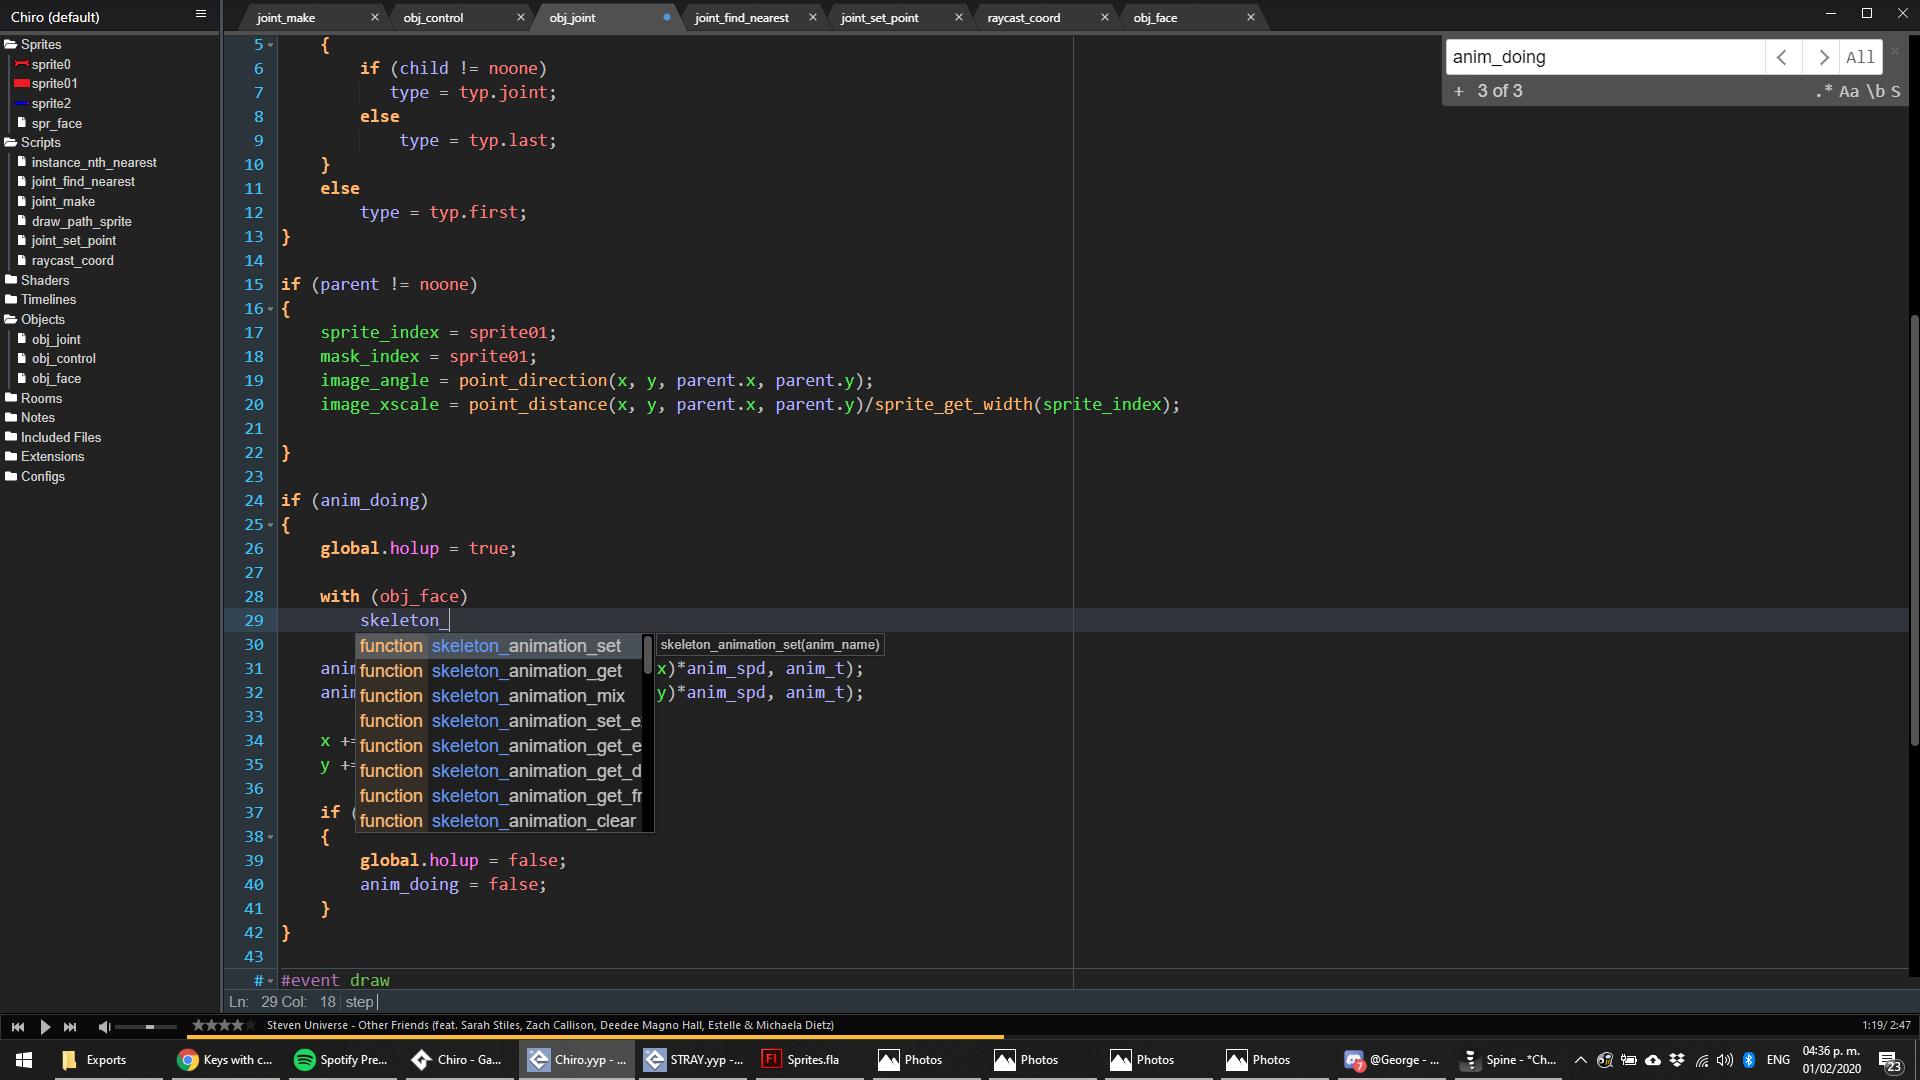 Chiro (default)
joint_make
obj_control
obj_joint
joint_find_nearest
joint_set_point
raycast_coord
obj_face
Sprites
sprite0
sprite01
sprite2
spr_face
Scripts
instance_nth_nearest
joint_find_nearest
joint_make
draw_path_sprite
joint_set_point
raycast_coord
Shaders
Timelines
Objects
obj_joint
obj_control
obj_face
Rooms
Notes
Included Files
Extensions
Configs
anim_doing
All
+ 3 of 3
.* Aa \b S
5 {
6 if (child != noone)
7 type = typ.joint;
8 else
9 type = typ.last;
10 }
11 else
12 type = typ.first;
13 }
14
15 if (parent != noone)
16 {
17 sprite_index = sprite01;
18 mask_index = sprite01;
19 image_angle = point_direction(x, y, parent.x, parent.y);
20 image_xscale = point_distance(x, y, parent.x, parent.y)/sprite_get_width(sprite_index);
21
22 }
23
24 if (anim_doing)
25 {
26 global.holup = true;
27
28 with (obj_face)
29 skeleton_
30
31 anim x)*anim_spd, anim_t);
32 anim y)*anim_spd, anim_t);
33
34 x +=
35 y +=
36
37 if (
38 {
39 global.holup = false;
40 anim_doing = false;
41 }
42 }
43
# #event draw
function skeleton_animation_set
function skeleton_animation_get
function skeleton_animation_mix
function skeleton_animation_set_e
function skeleton_animation_get_e
function skeleton_animation_get_d
function skeleton_animation_get_fr
function skeleton_animation_clear
skeleton_animation_set(anim_name)
Ln: 29 Col: 18 step
Steven Universe - Other Friends (feat. Sarah Stiles, Zach Callison, Deedee Magno Hall, Estelle & Michaela Dietz)
1:19/ 2:47
Exports
Keys with c...
Spotify Pre...
Chiro - Ga...
Chiro.yyp - ...
STRAY.yyp -...
Fl Sprites.fla
Photos
Photos
Photos
Photos
7 @George - ...
Spine - *Ch...
ENG
04:36 p. m.
01/02/2020
23